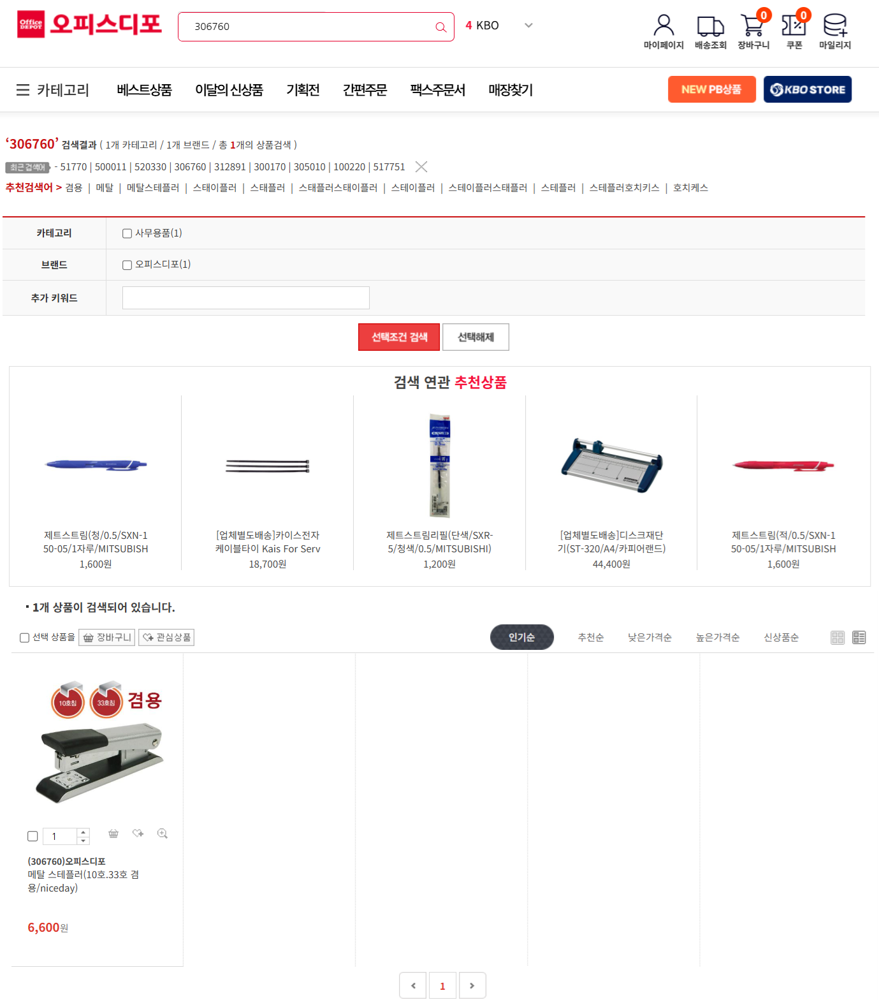 Office DEPOT 오피스디포
306760
4 KBO
0
0
마이페이지 배송조회 장바구니 쿠폰 마일리지
카테고리 베스트상품 이달의 신상품 기획전 간편주문 팩스주문서 매장찾기 NEW PB상품 KBO STORE
‘306760’ 검색결과 ( 1개 카테고리 / 1개 브랜드 / 총 1개의 상품검색 )
최근 검색어 - 51770 | 500011 | 520330 | 306760 | 312891 | 300170 | 305010 | 100220 | 517751
추천검색어 > 겸용 | 메탈 | 메탈스테플러 | 스태이플러 | 스태플러 | 스태플러스태이플러 | 스테이플러 | 스테이플러스태플러 | 스테플러 | 스테플러호치키스 | 호치케스
카테고리 사무용품(1)
브랜드 오피스디포(1)
추가 키워드
선택조건 검색 선택해제
검색 연관 추천상품
제트스트림(청/0.5/SXN-1
50-05/1자루/MITSUBISH
1,600원
[업체별도배송]카이스전자
케이블타이 Kais For Serv
18,700원
제트스트림리필(단색/SXR-
5/청색/0.5/MITSUBISHI)
1,200원
[업체별도배송]디스크재단
기(ST-320/A4/카피어랜드)
44,400원
제트스트림(적/0.5/SXN-1
50-05/1자루/MITSUBISH
1,600원
1개 상품이 검색되어 있습니다.
선택 상품을 장바구니 관심상품 인기순 추천순 낮은가격순 높은가격순 신상품순
10호침 33호침 겸용
1
(306760)오피스디포
메탈 스테플러(10호.33호 겸
용/niceday)
6,600원
1